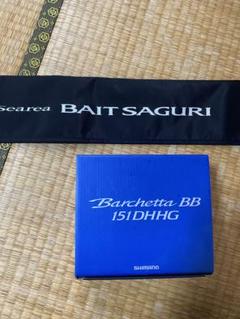 Searea BAIT SAGURI
Barchetta BB
151DHHG
SHIMANO